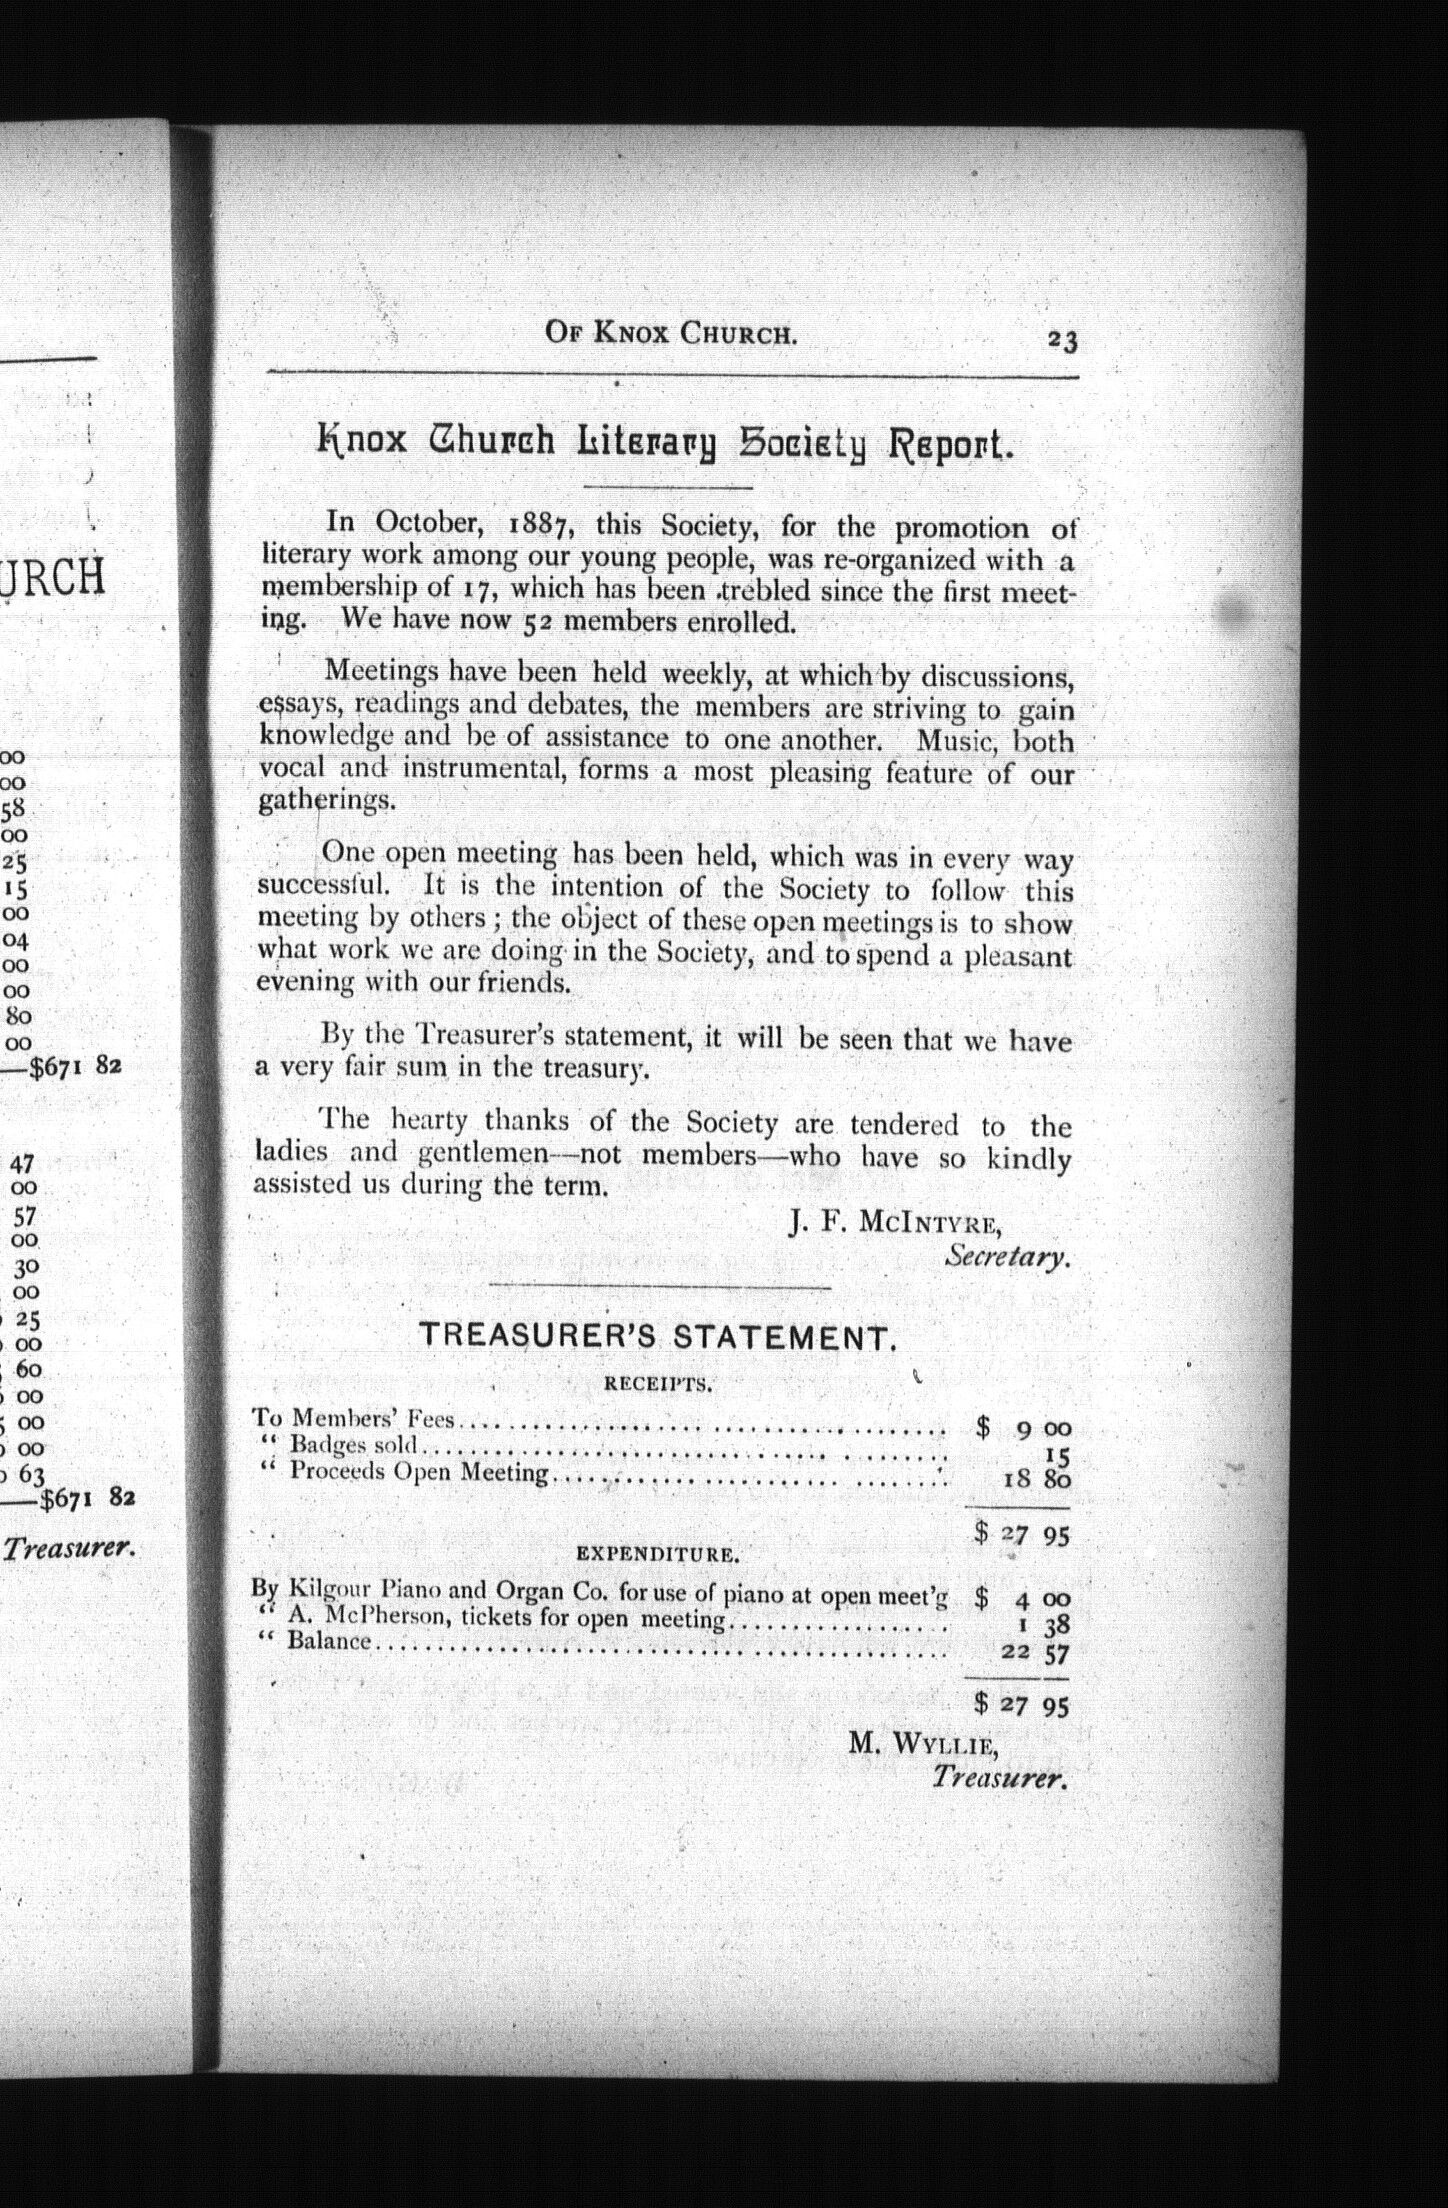 URCH
00
00
58
00
25
15
00
04
00
00
80
00
—$671 82
47
00
57
00
30
00
25
00
60
00
00
00
63
—$671 82
Treasurer.
OF KNOX CHURCH. 23
Knox Church Literary Society Report.
In October, 1887, this Society, for the promotion of
literary work among our young people, was re-organized with a
membership of 17, which has been trebled since the first meet-
ing. We have now 52 members enrolled.
Meetings have been held weekly, at which by discussions,
essays, readings and debates, the members are striving to gain
knowledge and be of assistance to one another. Music, both
vocal and instrumental, forms a most pleasing feature of our
gatherings.
One open meeting has been held, which was in every way
successful. It is the intention of the Society to follow this
meeting by others ; the object of these open meetings is to show
what work we are doing in the Society, and to spend a pleasant
evening with our friends.
By the Treasurer's statement, it will be seen that we have
a very fair sum in the treasury.
The hearty thanks of the Society are tendered to the
ladies and gentlemen—not members—who have so kindly
assisted us during the term.
J. F. MCINTYRE,
Secretary.
TREASURER'S STATEMENT.
RECEIPTS.
To Members' Fees........................................ $ 9 00
“ Badges sold........................................ 15
“ Proceeds Open Meeting................................ 18 80
$ 27 95
EXPENDITURE.
By Kilgour Piano and Organ Co. for use of piano at open meet'g $ 4 00
“ A. McPherson, tickets for open meeting.................. 1 38
“ Balance............................................... 22 57
$ 27 95
M. WYLLIE,
Treasurer.